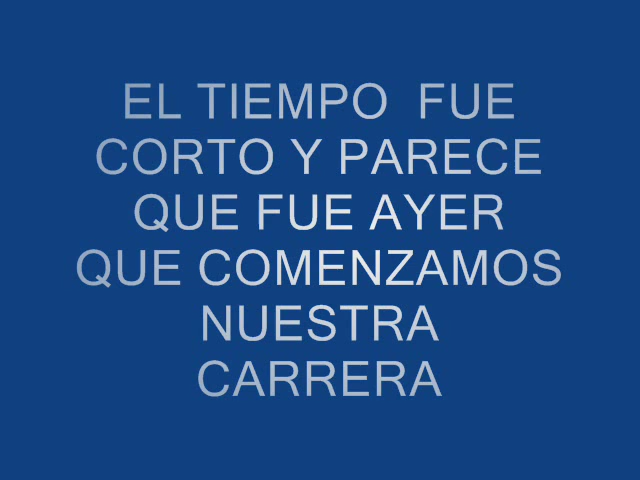 EL TIEMPO  FUE
CORTO Y PARECE
QUE FUE AYER
QUE COMENZAMOS
NUESTRA
CARRERA